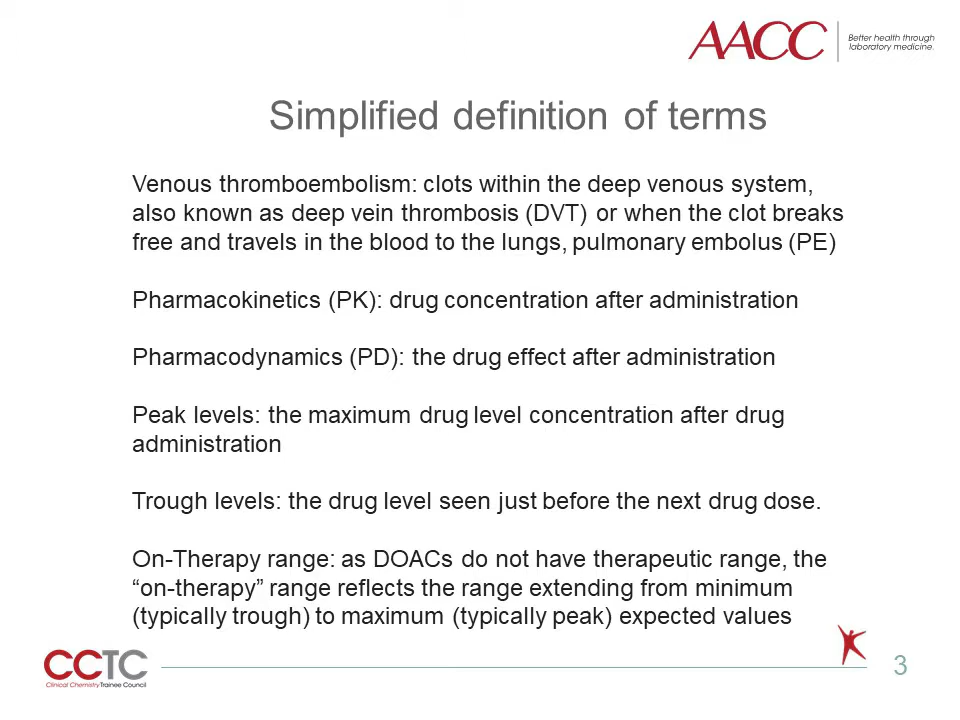 AACC
Better health through
laboratory medicine.
Simplified definition of terms
Venous thromboembolism: clots within the deep venous system,
also known as deep vein thrombosis (DVT) or when the clot breaks
free and travels in the blood to the lungs, pulmonary embolus (PE)
Pharmacokinetics (PK): drug concentration after administration
Pharmacodynamics (PD): the drug effect after administration
Peak levels: the maximum drug level concentration after drug
administration
Trough levels: the drug level seen just before the next drug dose.
On-Therapy range: as DOACs do not have therapeutic range, the
“on-therapy” range reflects the range extending from minimum
(typically trough) to maximum (typically peak) expected values
CCTC
Clinical Chemistry Trainee Council
3